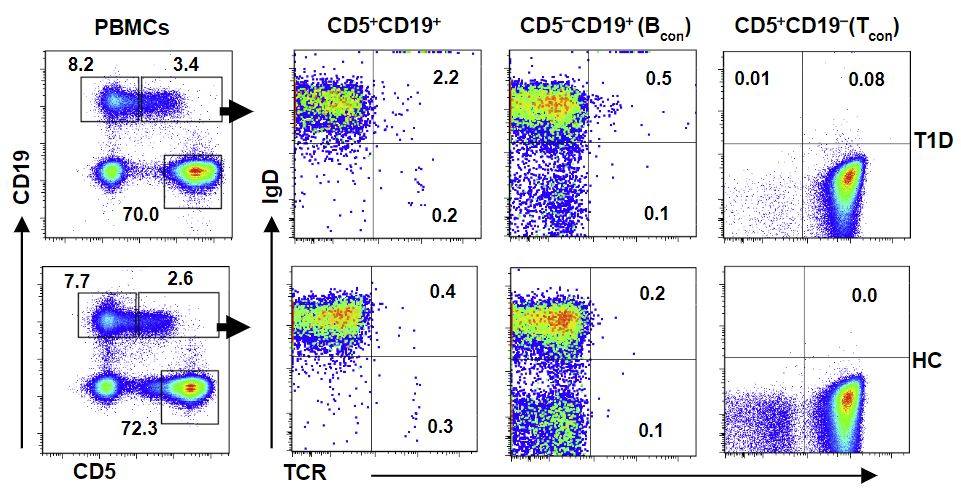 PBMCs
CD5⁺CD19⁺
CD5⁻CD19⁺ (Bcon)
CD5⁺CD19⁻(Tcon)
8.2
3.4
2.2
0.5
0.01
0.08
T1D
CD19
IgD
70.0
0.2
0.1
7.7
2.6
0.4
0.2
0.0
HC
72.3
0.3
0.1
CD5
TCR